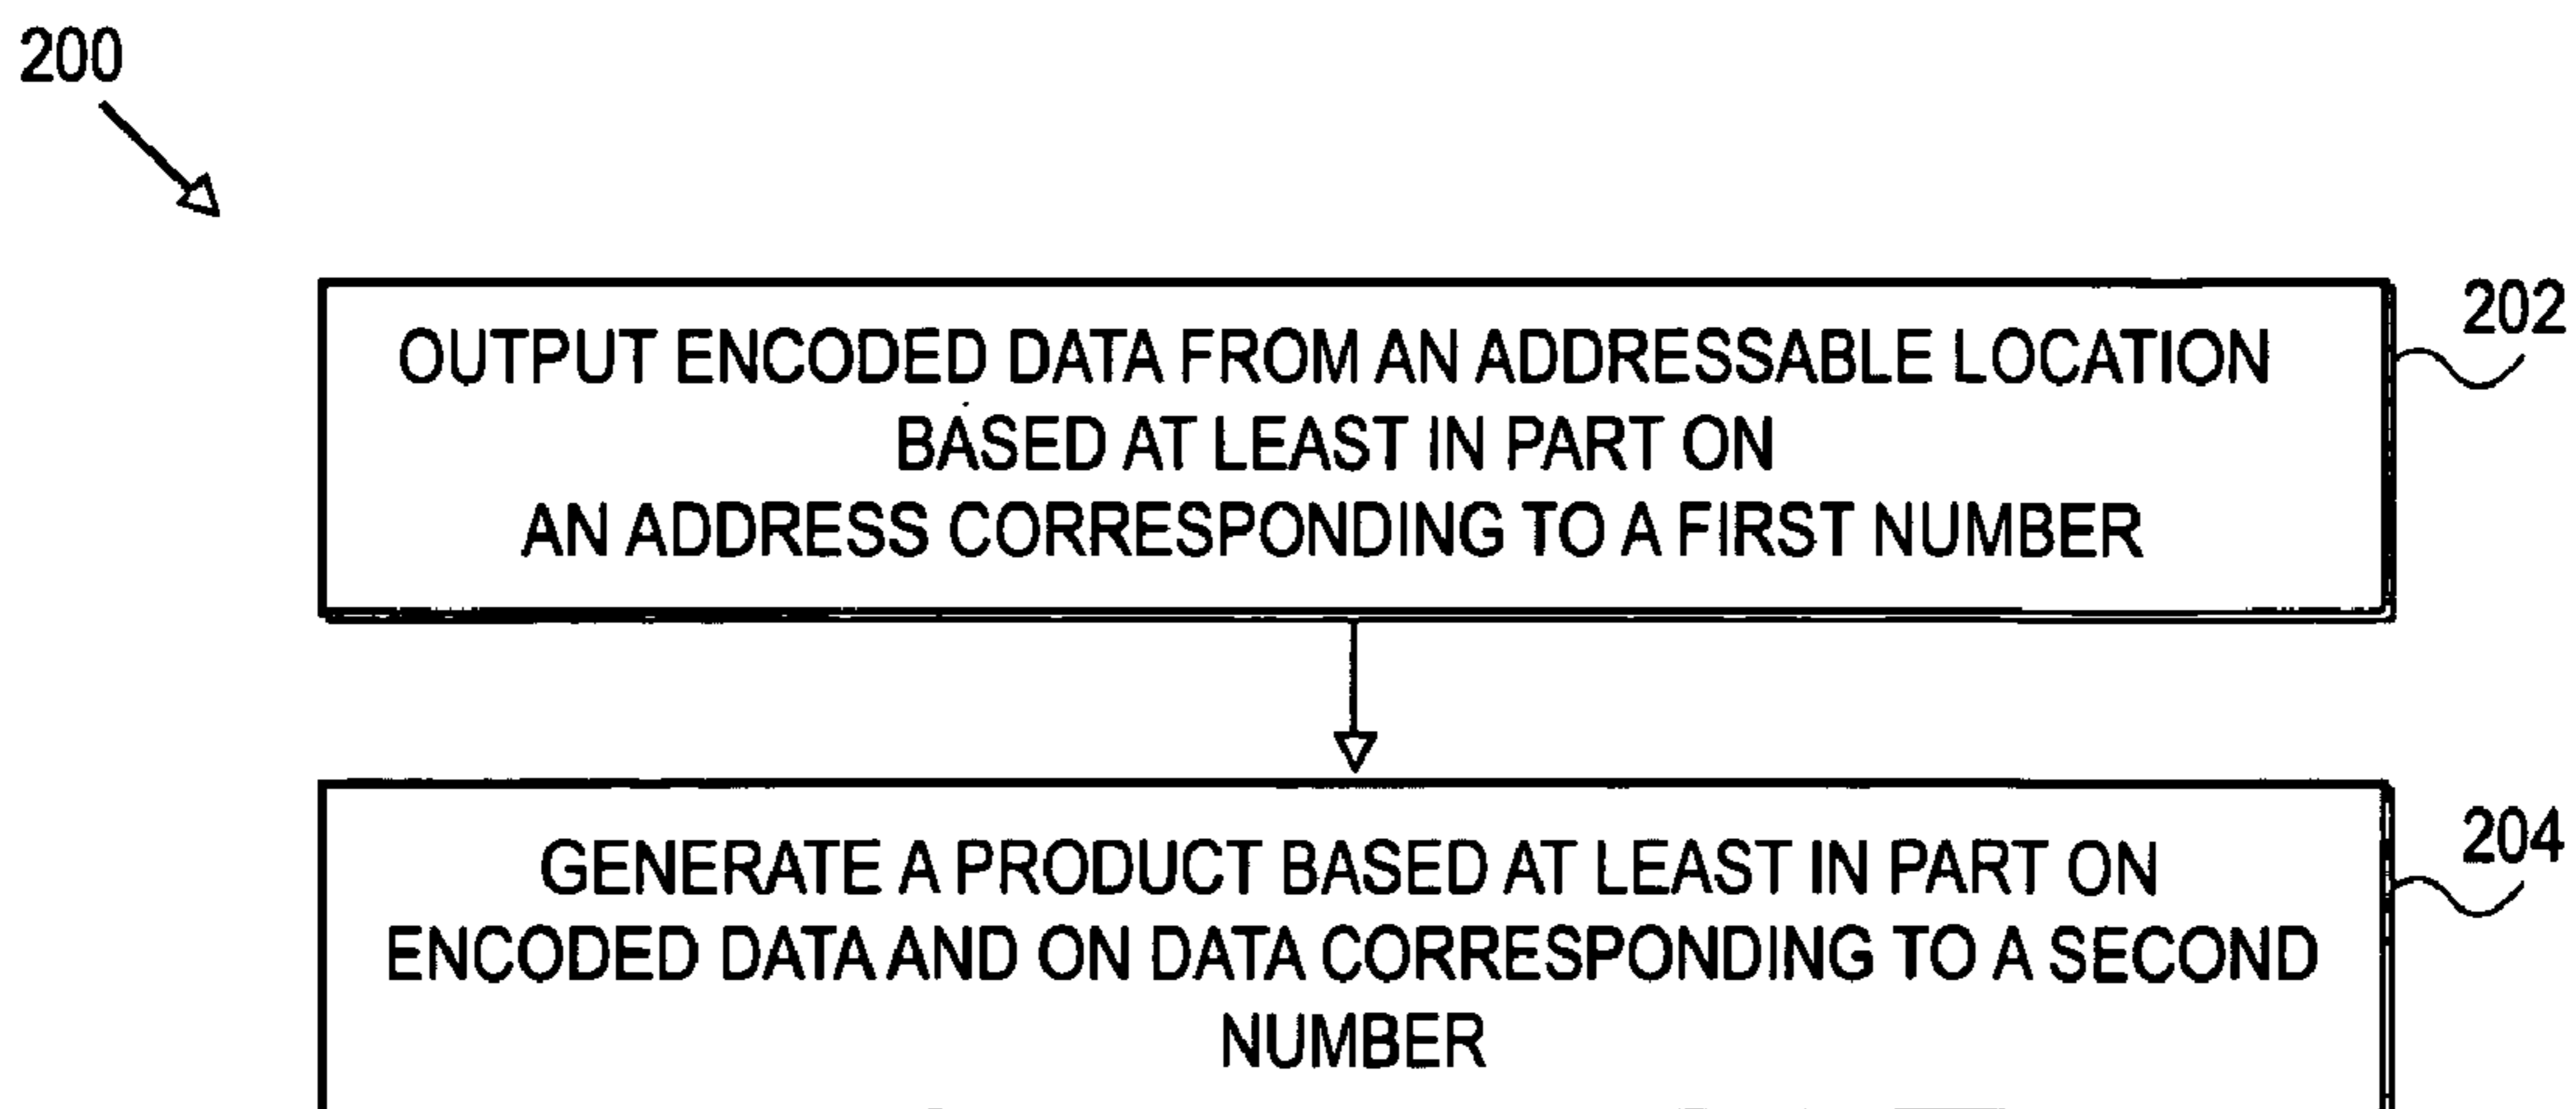 200
202
OUTPUT ENCODED DATA FROM AN ADDRESSABLE LOCATION
BASED AT LEAST IN PART ON
AN ADDRESS CORRESPONDING TO A FIRST NUMBER
204
GENERATE A PRODUCT BASED AT LEAST IN PART ON
ENCODED DATA AND ON DATA CORRESPONDING TO A SECOND
NUMBER